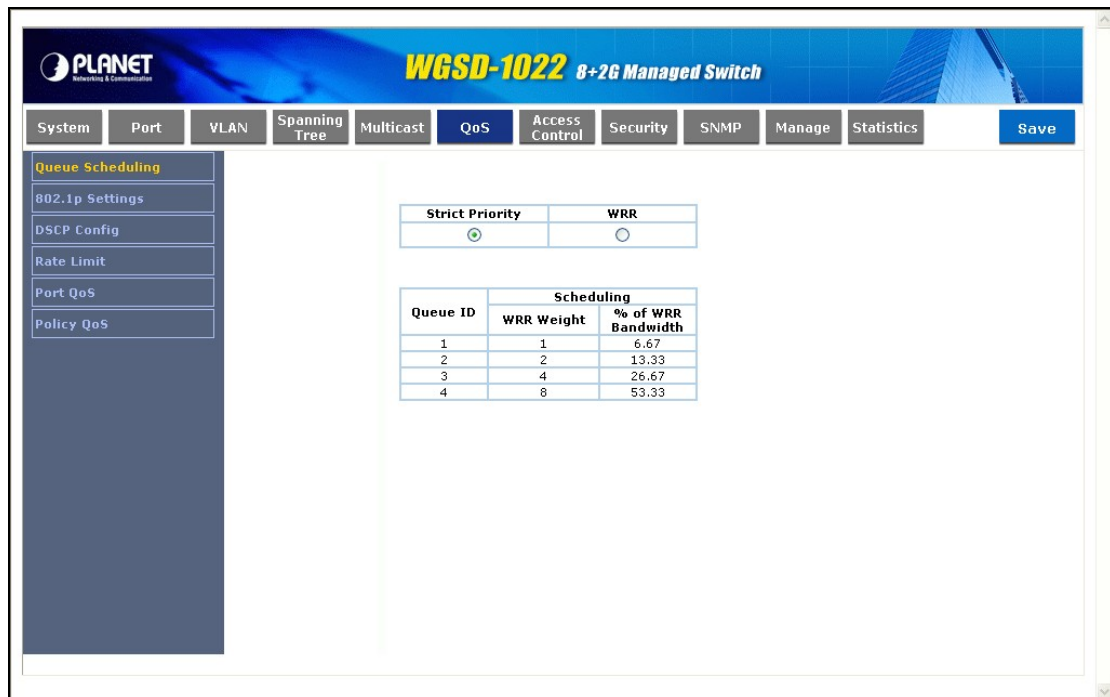 PLANET
Networking & Communication
WGSD-1022 8+2G Managed Switch
System Port VLAN Spanning Tree Multicast QoS Access Control Security SNMP Manage Statistics Save
Queue Scheduling
802.1p Settings
DSCP Config
Rate Limit
Port QoS
Policy QoS
Strict Priority WRR
Queue ID Scheduling
WRR Weight % of WRR Bandwidth
1 1 6.67
2 2 13.33
3 4 26.67
4 8 53.33